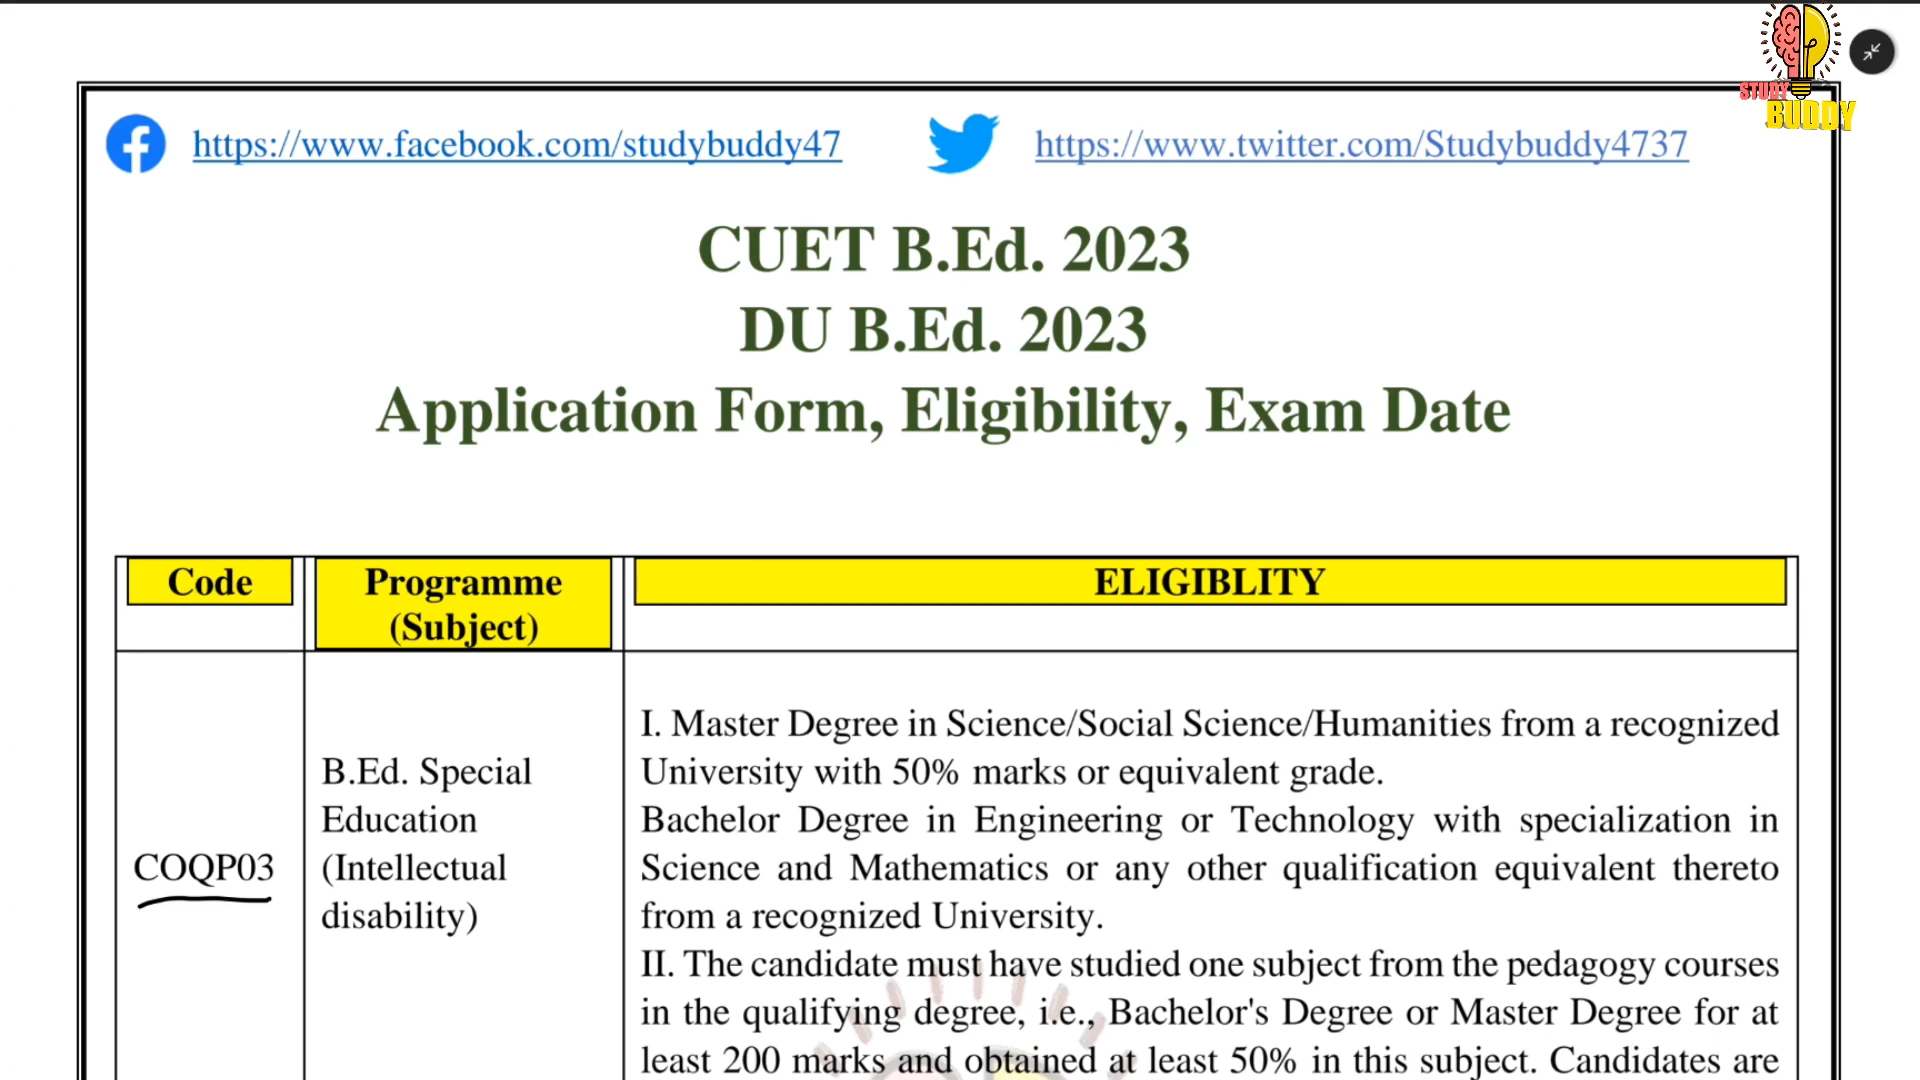 STUDY
BUDDY
https://www.facebook.com/studybuddy47 https://www.twitter.com/Studybuddy4737
CUET B.Ed. 2023
DU B.Ed. 2023
Application Form, Eligibility, Exam Date
Code
Programme
(Subject)
ELIGIBLITY
COQP03
B.Ed. Special
Education
(Intellectual
disability)
I. Master Degree in Science/Social Science/Humanities from a recognized
University with 50% marks or equivalent grade.
Bachelor Degree in Engineering or Technology with specialization in
Science and Mathematics or any other qualification equivalent thereto
from a recognized University.
II. The candidate must have studied one subject from the pedagogy courses
in the qualifying degree, i.e., Bachelor's Degree or Master Degree for at
least 200 marks and obtained at least 50% in this subject. Candidates are